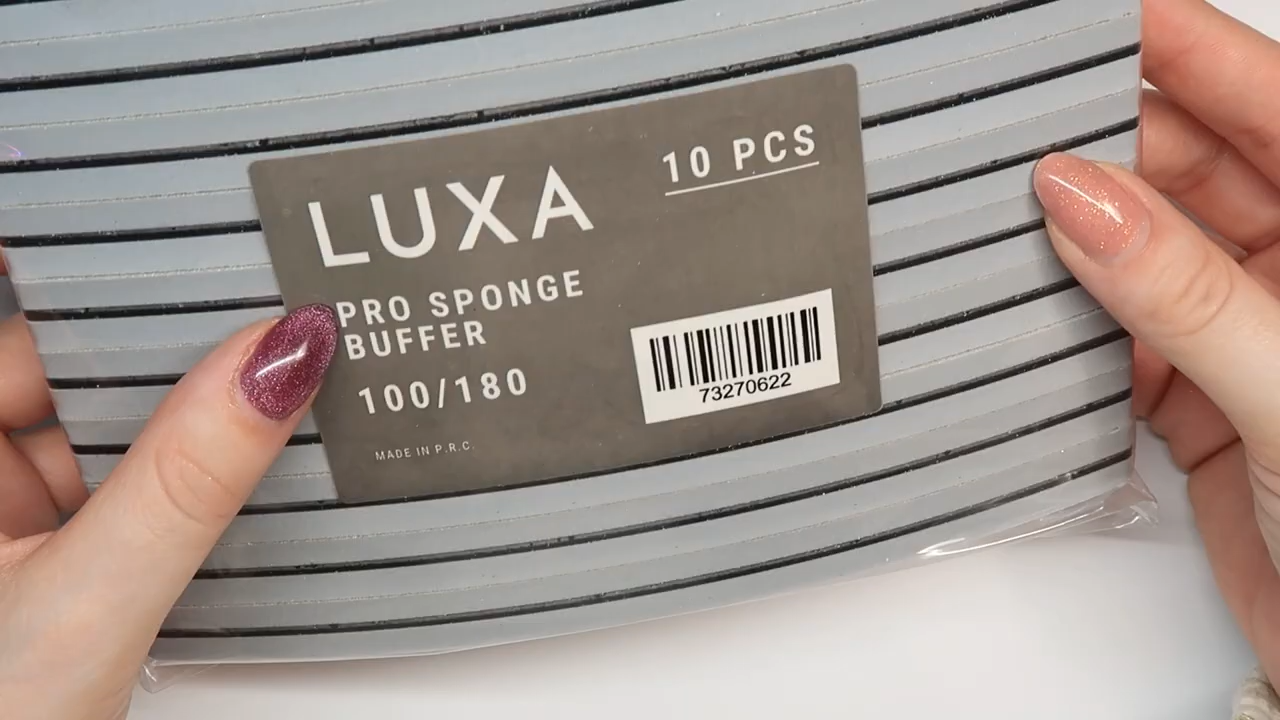 LUXA
10 PCS
PRO SPONGE
BUFFER
100/180
73270622
MADE IN P.R.C.